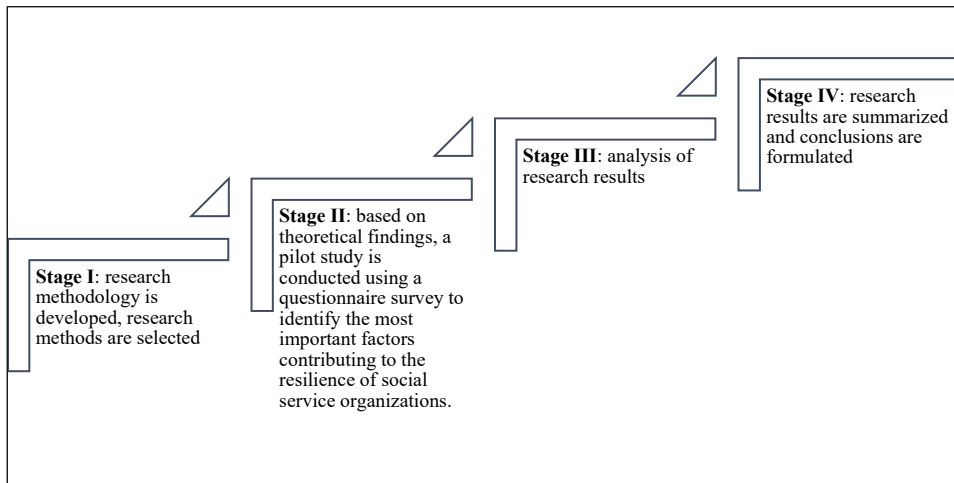 Stage I: research
methodology is
developed, research
methods are selected
Stage II: based on
theoretical findings, a
pilot study is
conducted using a
questionnaire survey to
identify the most
important factors
contributing to the
resilience of social
service organizations.
Stage III: analysis of
research results
Stage IV: research
results are summarized
and conclusions are
formulated